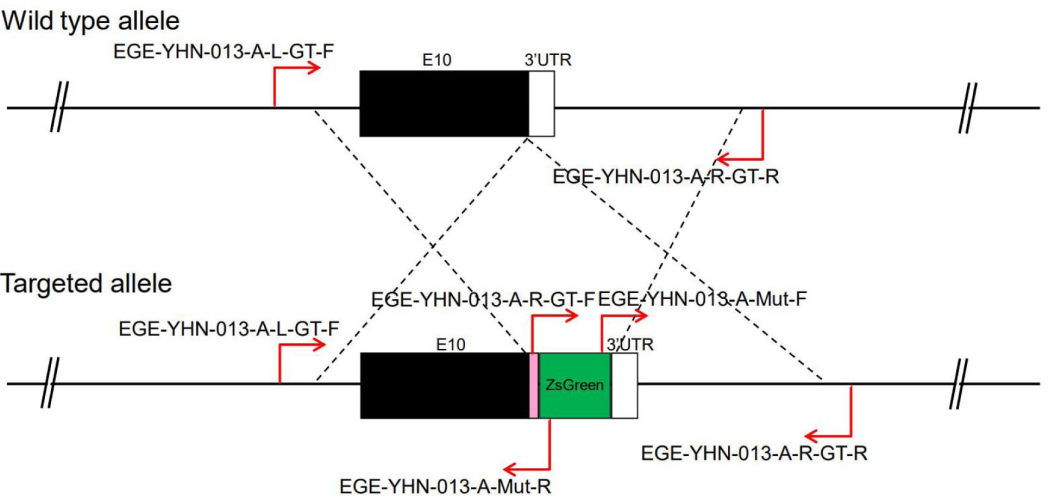 Wild type allele
EGE-YHN-013-A-L-GT-F
E10
3'UTR
EGE-YHN-013-A-R-GT-R
Targeted allele
EGE-YHN-013-A-R-GT-F
EGE-YHN-013-A-Mut-F
EGE-YHN-013-A-L-GT-F
E10
3'UTR
ZsGreen
EGE-YHN-013-A-R-GT-R
EGE-YHN-013-A-Mut-R